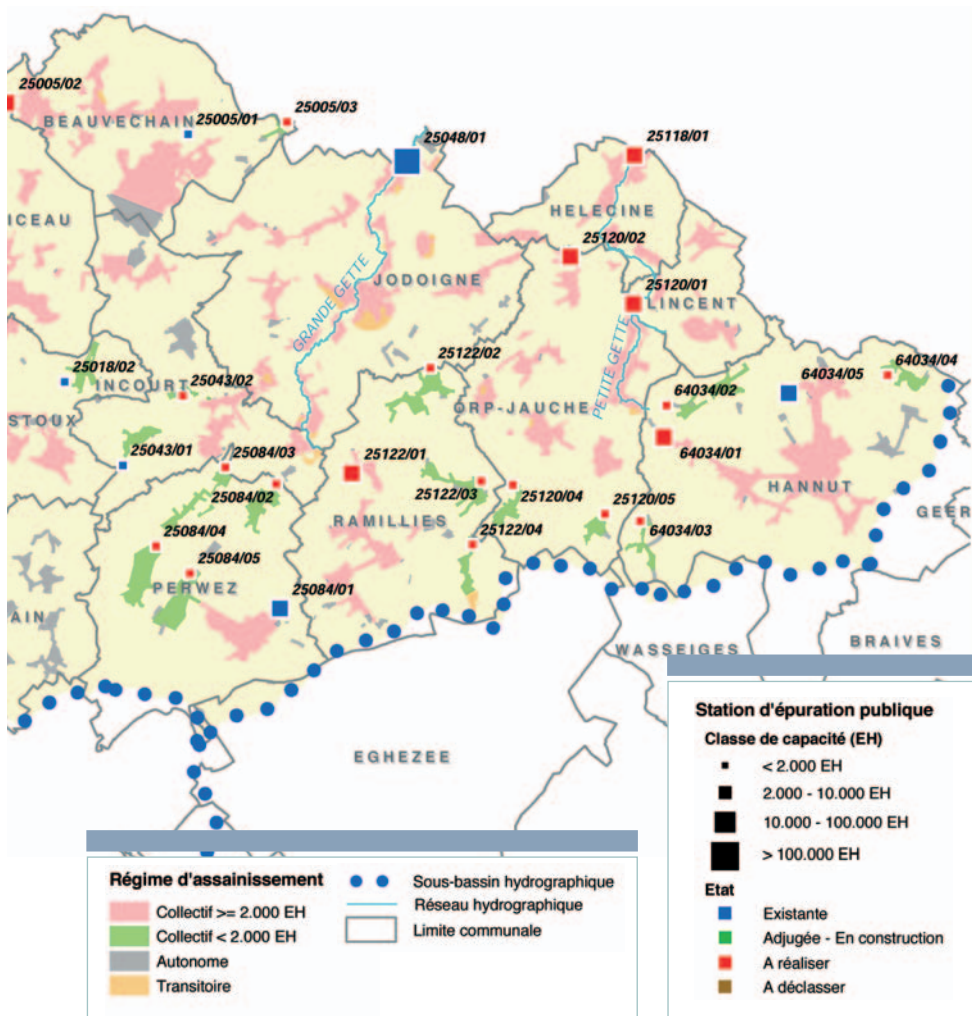 25005/02
25005/03
BEAUVECHAIN
25005/01
25048/01
25118/01
ICEAU
HELECINE
25120/02
JODOIGNE
25120/01
LINCENT
GRANDE GETTE
PETITE GETTE
25122/02
64034/04
25018/02
INCOURT
25043/02
64034/02
64034/05
STOUX
ORP-JAUCHE
25043/01
25084/03
25122/01
64034/01
25084/02
25122/03
25120/04
25120/05
HANNUT
GEER
RAMILLIES
25122/04
64034/03
25084/04
25084/05
PERWEZ
25084/01
AIN
WASSEIGES
BRAIVES
EGHEZEE
Station d'épuration publique
Classe de capacité (EH)
< 2.000 EH
2.000 - 10.000 EH
10.000 - 100.000 EH
> 100.000 EH
Etat
Existante
Adjugée - En construction
A réaliser
A déclasser
Régime d'assainissement
Collectif >= 2.000 EH
Collectif < 2.000 EH
Autonome
Transitoire
Sous-bassin hydrographique
Réseau hydrographique
Limite communale